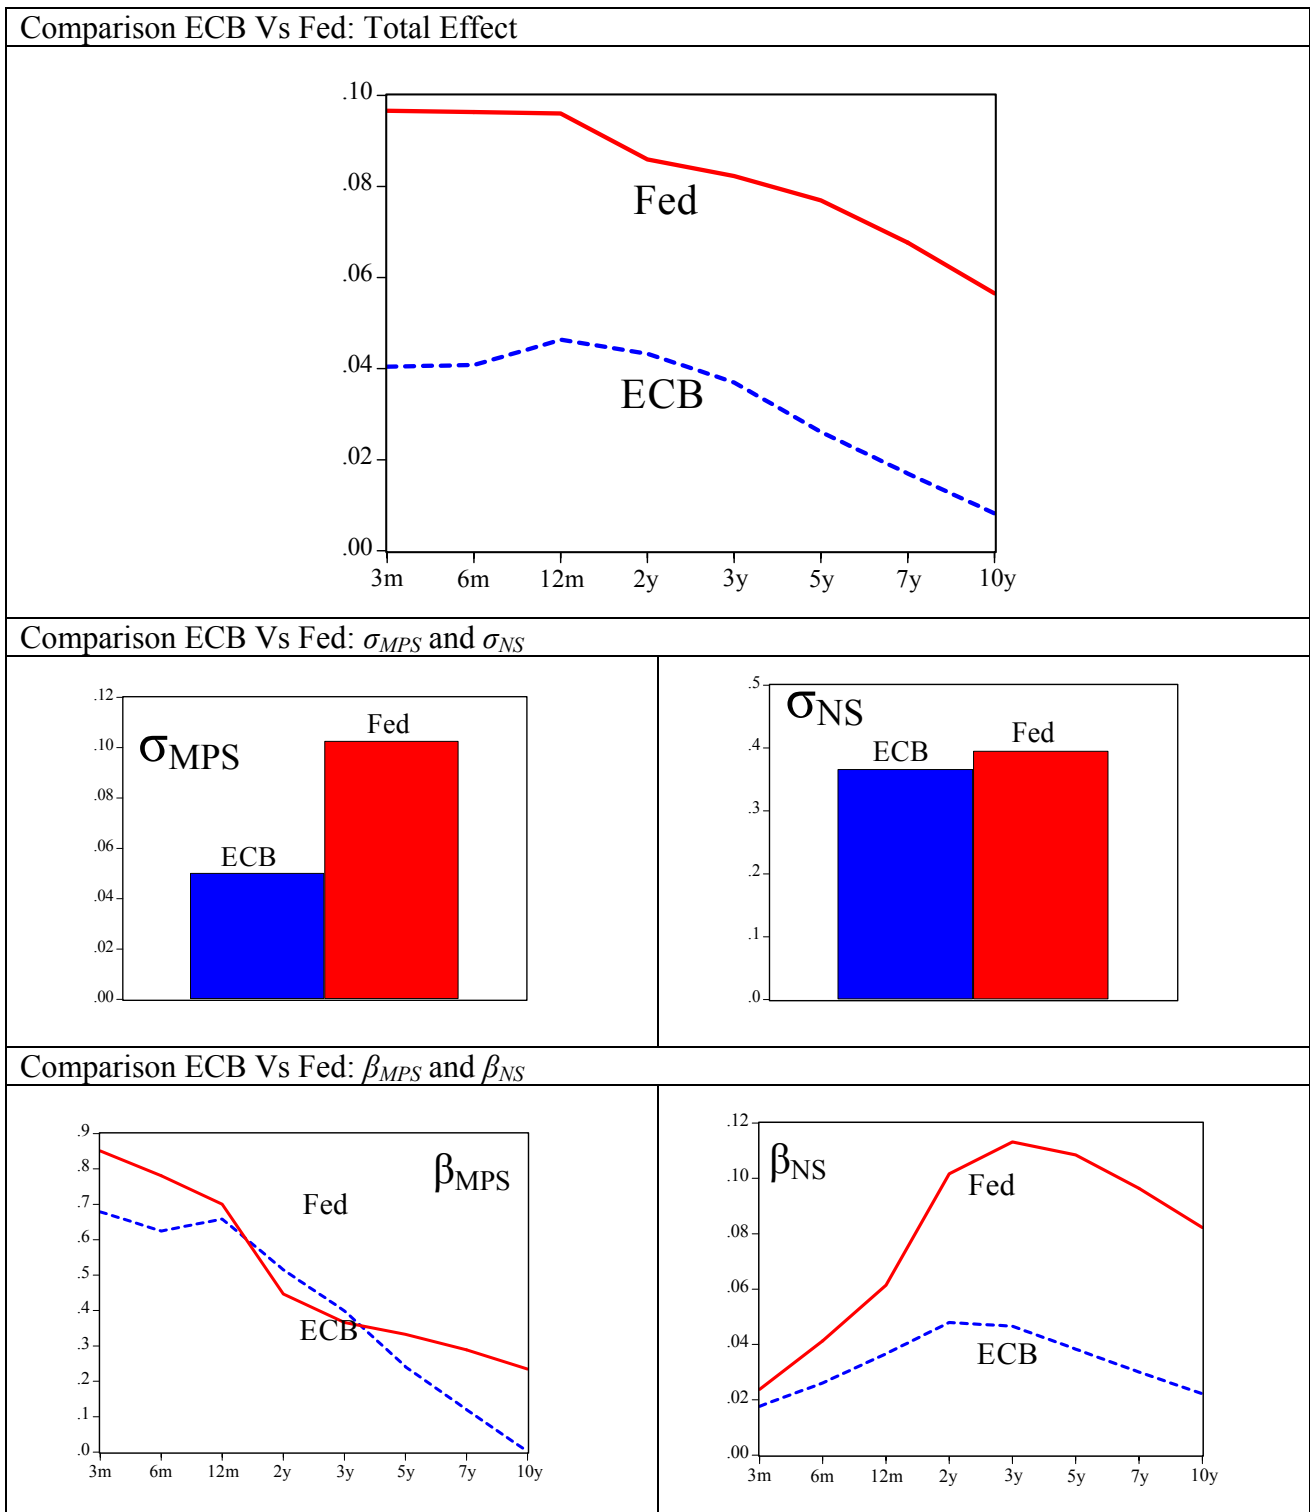 Comparison ECB Vs Fed: Total Effect
.10
.08
.06
.04
.02
.00
Fed
ECB
3m 6m 12m 2y 3y 5y 7y 10y
Comparison ECB Vs Fed: σMPS and σNS
.12
.10
.08
.06
.04
.02
.00
σMPS
Fed
ECB
.5
.4
.3
.2
.1
.0
σNS
ECB
Fed
Comparison ECB Vs Fed: βMPS and βNS
.9
.8
.7
.6
.5
.4
.3
.2
.1
.0
βMPS
Fed
ECB
3m 6m 12m 2y 3y 5y 7y 10y
.12
.10
.08
.06
.04
.02
.00
βNS
Fed
ECB
3m 6m 12m 2y 3y 5y 7y 10y